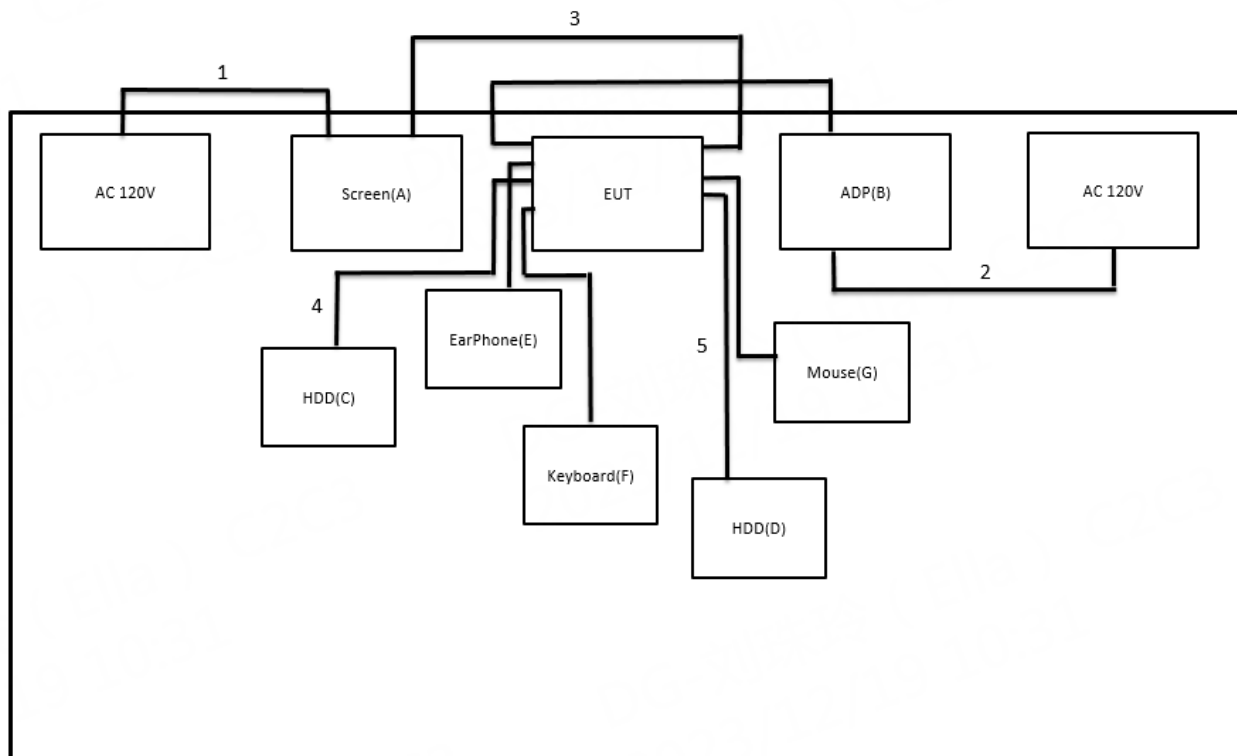 3
1
AC 120V
Screen(A)
EUT
ADP(B)
AC 120V
2
4
EarPhone(E)
5
Mouse(G)
HDD(C)
Keyboard(F)
HDD(D)